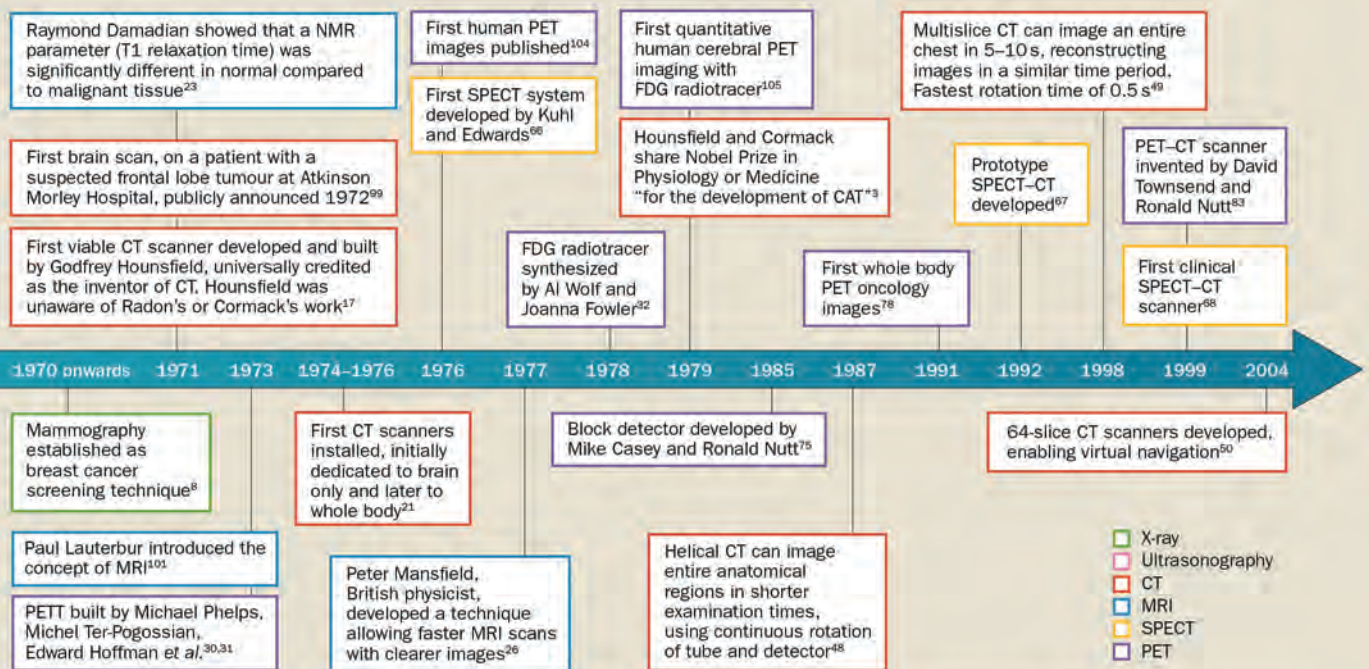 Raymond Damadian showed that a NMR
parameter (T1 relaxation time) was
significantly different in normal compared
to malignant tissue²³
First brain scan, on a patient with a
suspected frontal lobe tumour at Atkinson
Morley Hospital, publicly announced 1972⁹⁹
First viable CT scanner developed and built
by Godfrey Hounsfield, universally credited
as the inventor of CT. Hounsfield was
unaware of Radon's or Cormack's work¹⁷
First human PET
images published¹⁰⁴
First SPECT system
developed by Kuhl
and Edwards⁶⁶
FDG radiotracer
synthesized
by Al Wolf and
Joanna Fowler³²
First quantitative
human cerebral PET
imaging with
FDG radiotracer¹⁰⁵
Hounsfield and Cormack
share Nobel Prize in
Physiology or Medicine
“for the development of CAT”³
First whole body
PET oncology
images⁷⁸
Multislice CT can image an entire
chest in 5–10 s, reconstructing
images in a similar time period.
Fastest rotation time of 0.5 s⁴⁹
Prototype
SPECT–CT
developed⁶⁷
PET–CT scanner
invented by David
Townsend and
Ronald Nutt⁸³
First clinical
SPECT–CT
scanner⁶⁸
1970 onwards 1971 1973 1974–1976 1976 1977 1978 1979 1985 1987 1991 1992 1998 1999 2004
Mammography
established as
breast cancer
screening technique⁸
Paul Lauterbur introduced the
concept of MRI¹⁰¹
PETT built by Michael Phelps,
Michel Ter-Pogossian,
Edward Hoffman et al.³⁰,³¹
First CT scanners
installed, initially
dedicated to brain
only and later to
whole body²¹
Peter Mansfield,
British physicist,
developed a technique
allowing faster MRI scans
with clearer images²⁶
Block detector developed by
Mike Casey and Ronald Nutt⁷⁵
Helical CT can image
entire anatomical
regions in shorter
examination times,
using continuous rotation
of tube and detector⁴⁸
64-slice CT scanners developed,
enabling virtual navigation⁵⁰
X-ray
Ultrasonography
CT
MRI
SPECT
PET